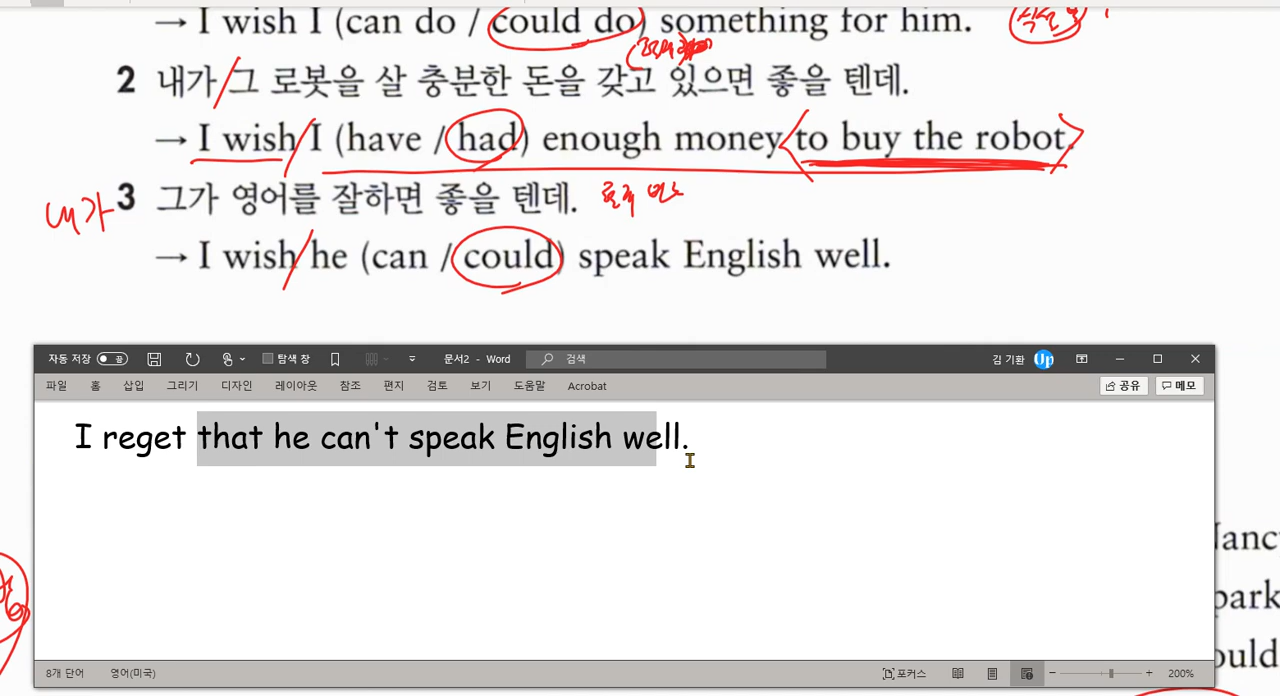 → I wish I (can do / could do) something for him.
2 내가 / 그 로봇을 살 충분한 돈을 갖고 있으면 좋을 텐데.
→ I wish / I (have / had) enough money <to buy the robot.>
내가 3 그가 영어를 잘하면 좋을 텐데.
→ I wish / he (can / could) speak English well.
자동 저장 끔 탐색 창 문서2 - Word 검색 김 기환 Up
파일 홈 삽입 그리기 디자인 레이아웃 참조 편지 검토 보기 도움말 Acrobat 공유 메모
I reget that he can't speak English well.
park
8개 단어 영어(미국) 포커스 200%